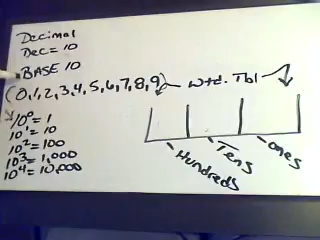 Decimal
Dec = 10
BASE 10
(0,1,2,3,4,5,6,7,8,9) Wtd. Tbl
10⁰ = 1
10¹ = 10
10² = 100
10³ = 1,000
10⁴ = 10,000
- Hundreds
- Tens
- ones